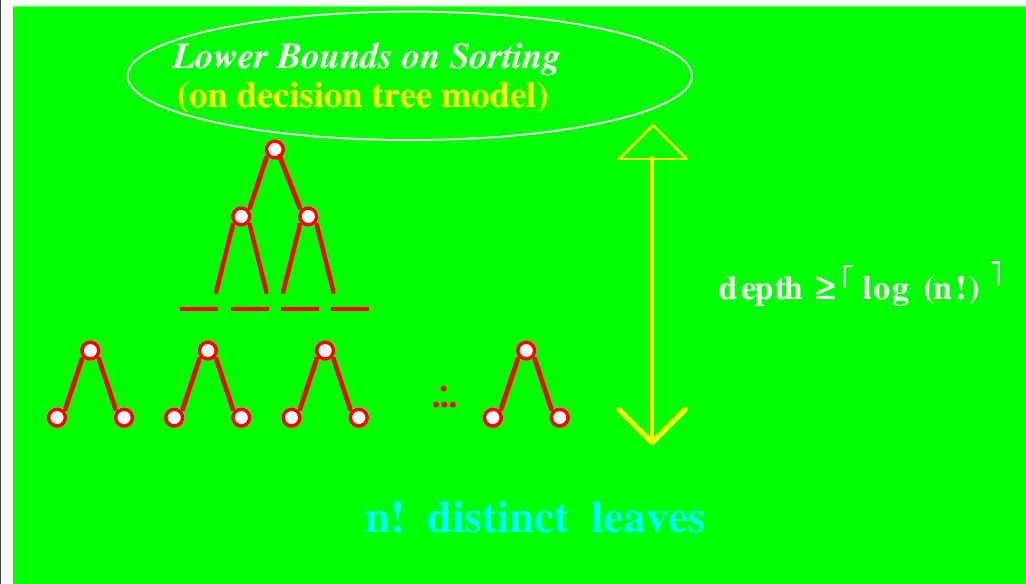 Lower Bounds on Sorting
(on decision tree model)
depth ≥ ⌈ log (n!) ⌉
n! distinct leaves